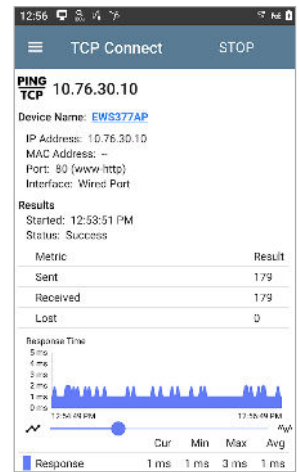 12:56
TCP Connect STOP
PING
TCP 10.76.30.10
Device Name: EWS377AP
IP Address: 10.76.30.10
MAC Address: --
Port: 80 (www-http)
Interface: Wired Port
Results
Started: 12:53:51 PM
Status: Success
Metric Result
Sent 179
Received 179
Lost 0
Response Time
5 ms
4 ms
3 ms
2 ms
1 ms
0 ms
12:54:49 PM 12:56:49 PM
Cur Min Max Avg
Response 1 ms 1 ms 3 ms 1 ms